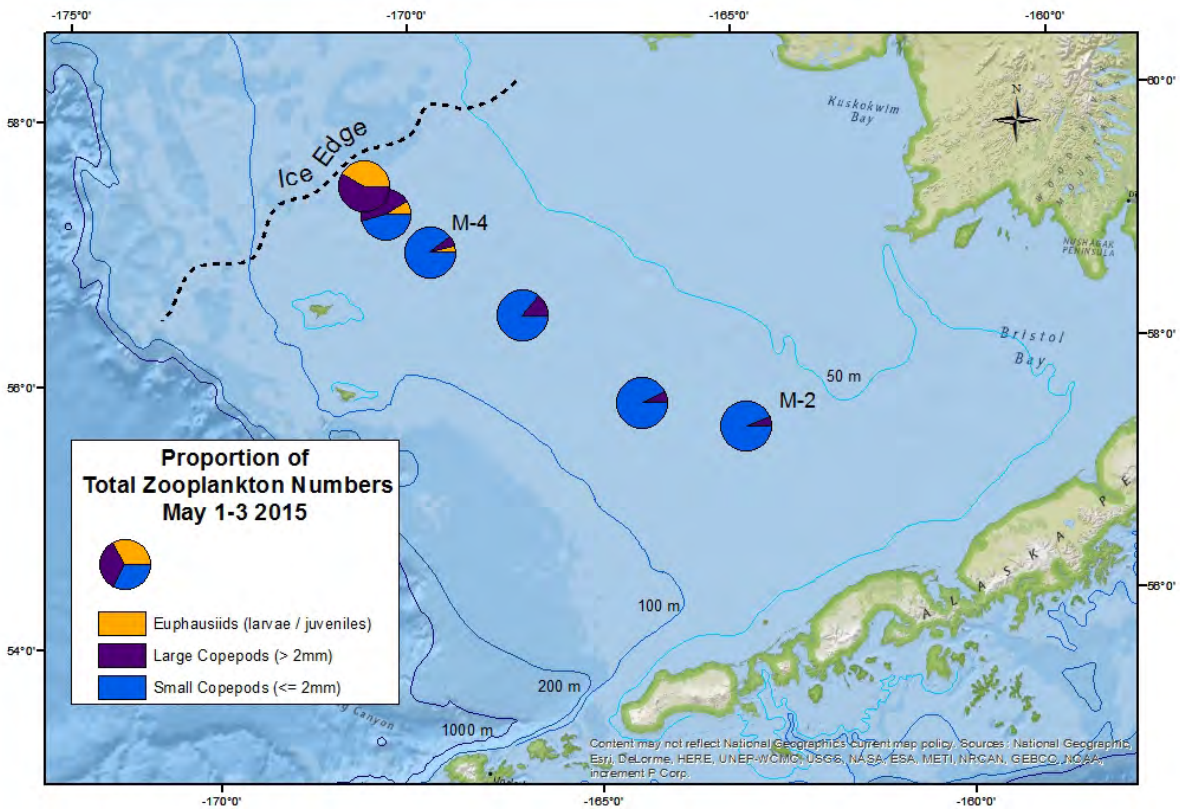 -175°0'
-170°0'
-165°0'
-160°0'
60°0'
58°0'
58°0'
56°0'
56°0'
54°0'
Kuskokwim
Bay
N
NUSHAGAK
PENINSULA
Ice Edge
M-4
Bristol
Bay
50 m
M-2
Proportion of
Total Zooplankton Numbers
May 1-3 2015
Euphausiids (larvae / juveniles)
Large Copepods (> 2mm)
Small Copepods (<= 2mm)
100 m
200 m
1000 m
Canyon
ALASKA PE
Content may not reflect National Geographic's current map policy. Sources: National Geographic,
Esri, DeLorme, HERE, UNEP-WCMC, USGS, NASA, ESA, METI, NRCAN, GEBCO, NOAA,
increment P Corp.
-170°0'
-165°0'
-160°0'